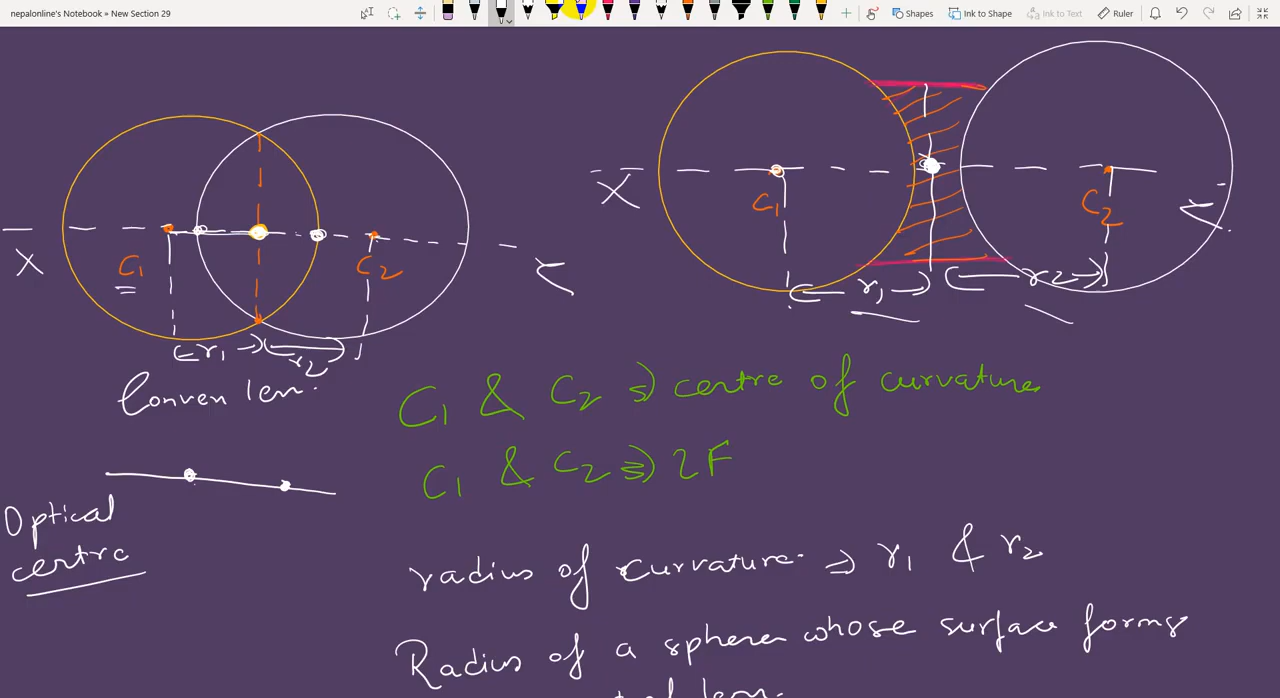 nepalonline's Notebook » New Section 29
Shapes Ink to Shape Ink to Text Ruler
X C1 C2
r1 r2
X C1 C2
r1 r2
Convex len.
C1 & C2 ⇒ centre of curvature
C1 & C2 ⇒ 2F
Optical
centre
radius of curvature ⇒ r1 & r2
Radius of a sphere whose surface forms
len.